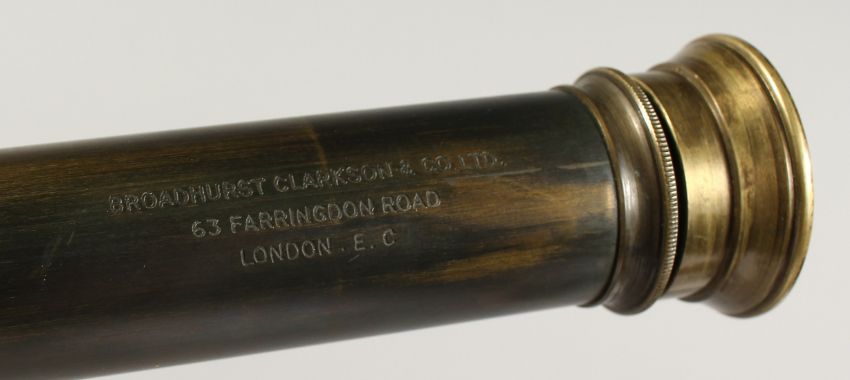 BROADHURST CLARKSON & CO. LTD.
63 FARRINGDON ROAD
LONDON . E. C